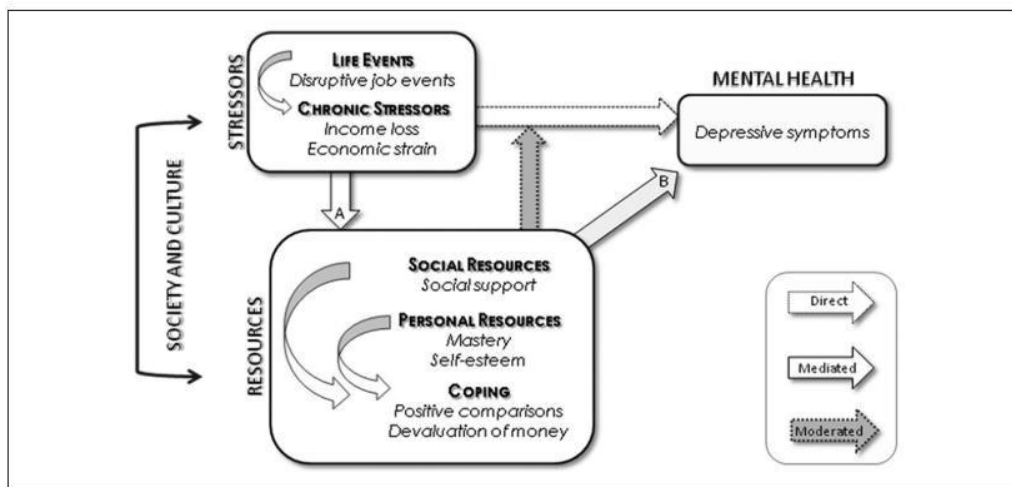 SOCIETY AND CULTURE
STRESSORS
LIFE EVENTS
Disruptive job events
CHRONIC STRESSORS
Income loss
Economic strain
MENTAL HEALTH
Depressive symptoms
A
B
RESOURCES
SOCIAL RESOURCES
Social support
PERSONAL RESOURCES
Mastery
Self-esteem
COPING
Positive comparisons
Devaluation of money
Direct
Mediated
Moderated